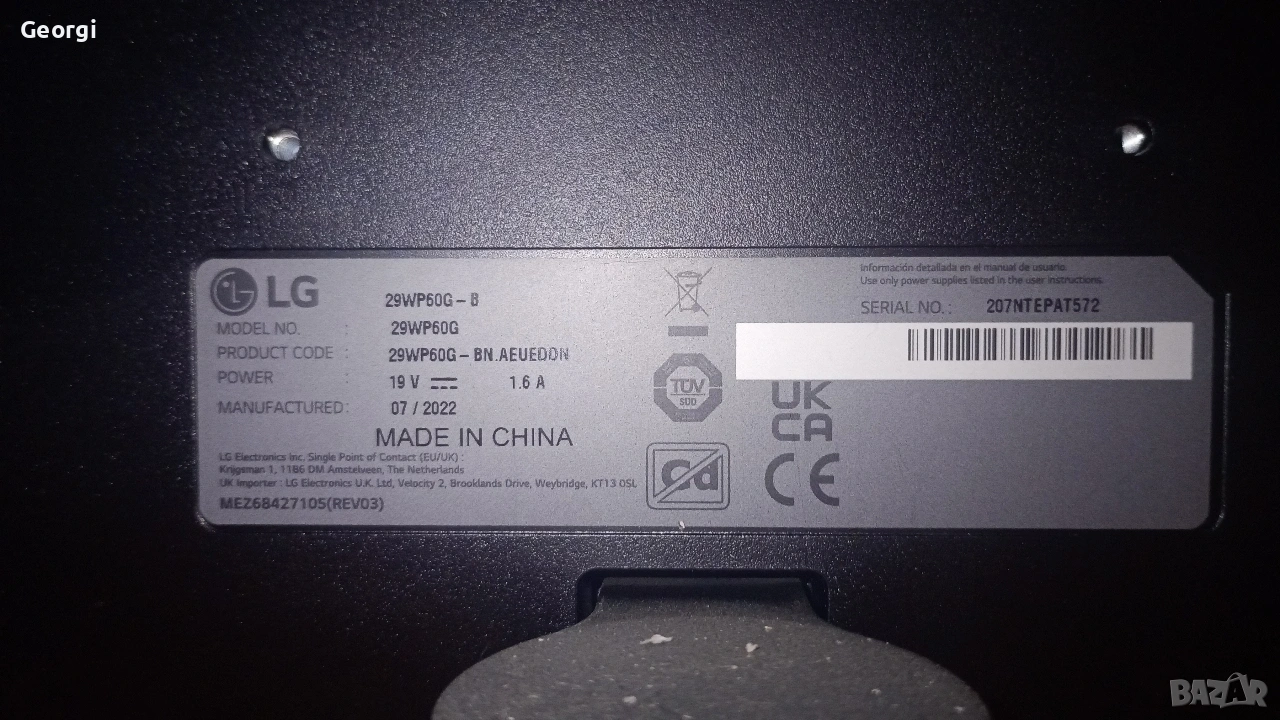 Georgi
LG
29WP60G - B
MODEL NO. : 29WP60G
PRODUCT CODE : 29WP60G - BN.AEUEDON
POWER : 19 V 1.6 A
MANUFACTURED: 07 / 2022
MADE IN CHINA
LG Electronics Inc. Single Point of Contact (EU/UK) :
Krijgsman 1, 1186 DM Amstelveen, The Netherlands
UK Importer : LG Electronics U.K. Ltd, Velocity 2, Brooklands Drive, Weybridge, KT13 0SL
MEZ68427105(REV03)
TÜV
SÜD
Cd
Información detallada en el manual de usuario.
Use only power supplies listed in the user instructions.
SERIAL NO. : 207NTEPAT572
UK
CA
CE
BAZAR